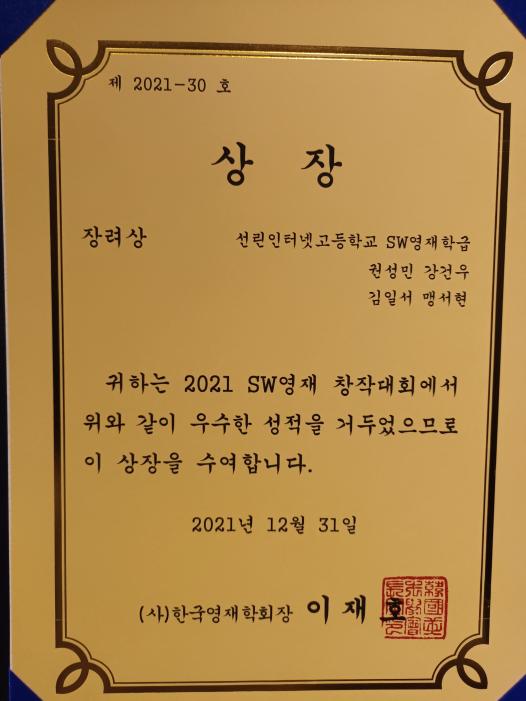 제 2021-30 호
상 장
장려상 선린인터넷고등학교 SW영재학급
권성민 강건우
김일서 맹서현
귀하는 2021 SW영재 창작대회에서
위와 같이 우수한 성적을 거두었으므로
이 상장을 수여합니다.
2021년 12월 31일
(사)한국영재학회장 이 재 호